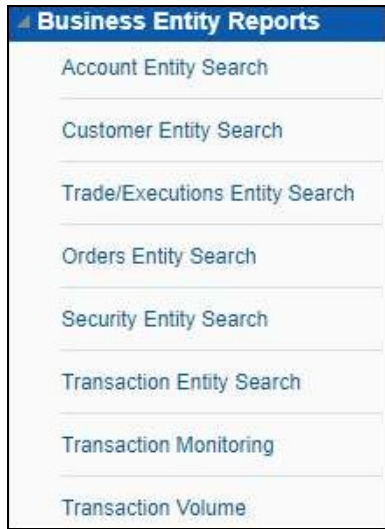 Business Entity Reports
Account Entity Search
Customer Entity Search
Trade/Executions Entity Search
Orders Entity Search
Security Entity Search
Transaction Entity Search
Transaction Monitoring
Transaction Volume